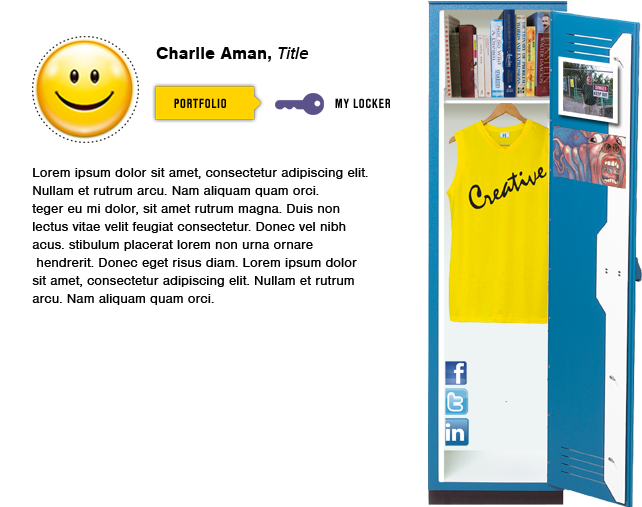 Charlie Aman, Title
PORTFOLIO
MY LOCKER
Lorem ipsum dolor sit amet, consectetur adipiscing elit.
Nullam et rutrum arcu. Nam aliquam quam orci.
teger eu mi dolor, sit amet rutrum magna. Duis non
lectus vitae velit feugiat consectetur. Donec vel nibh
acus. stibulum placerat lorem non urna ornare
hendrerit. Donec eget risus diam. Lorem ipsum dolor
sit amet, consectetur adipiscing elit. Nullam et rutrum
arcu. Nam aliquam quam orci.
Creative
f
t
in